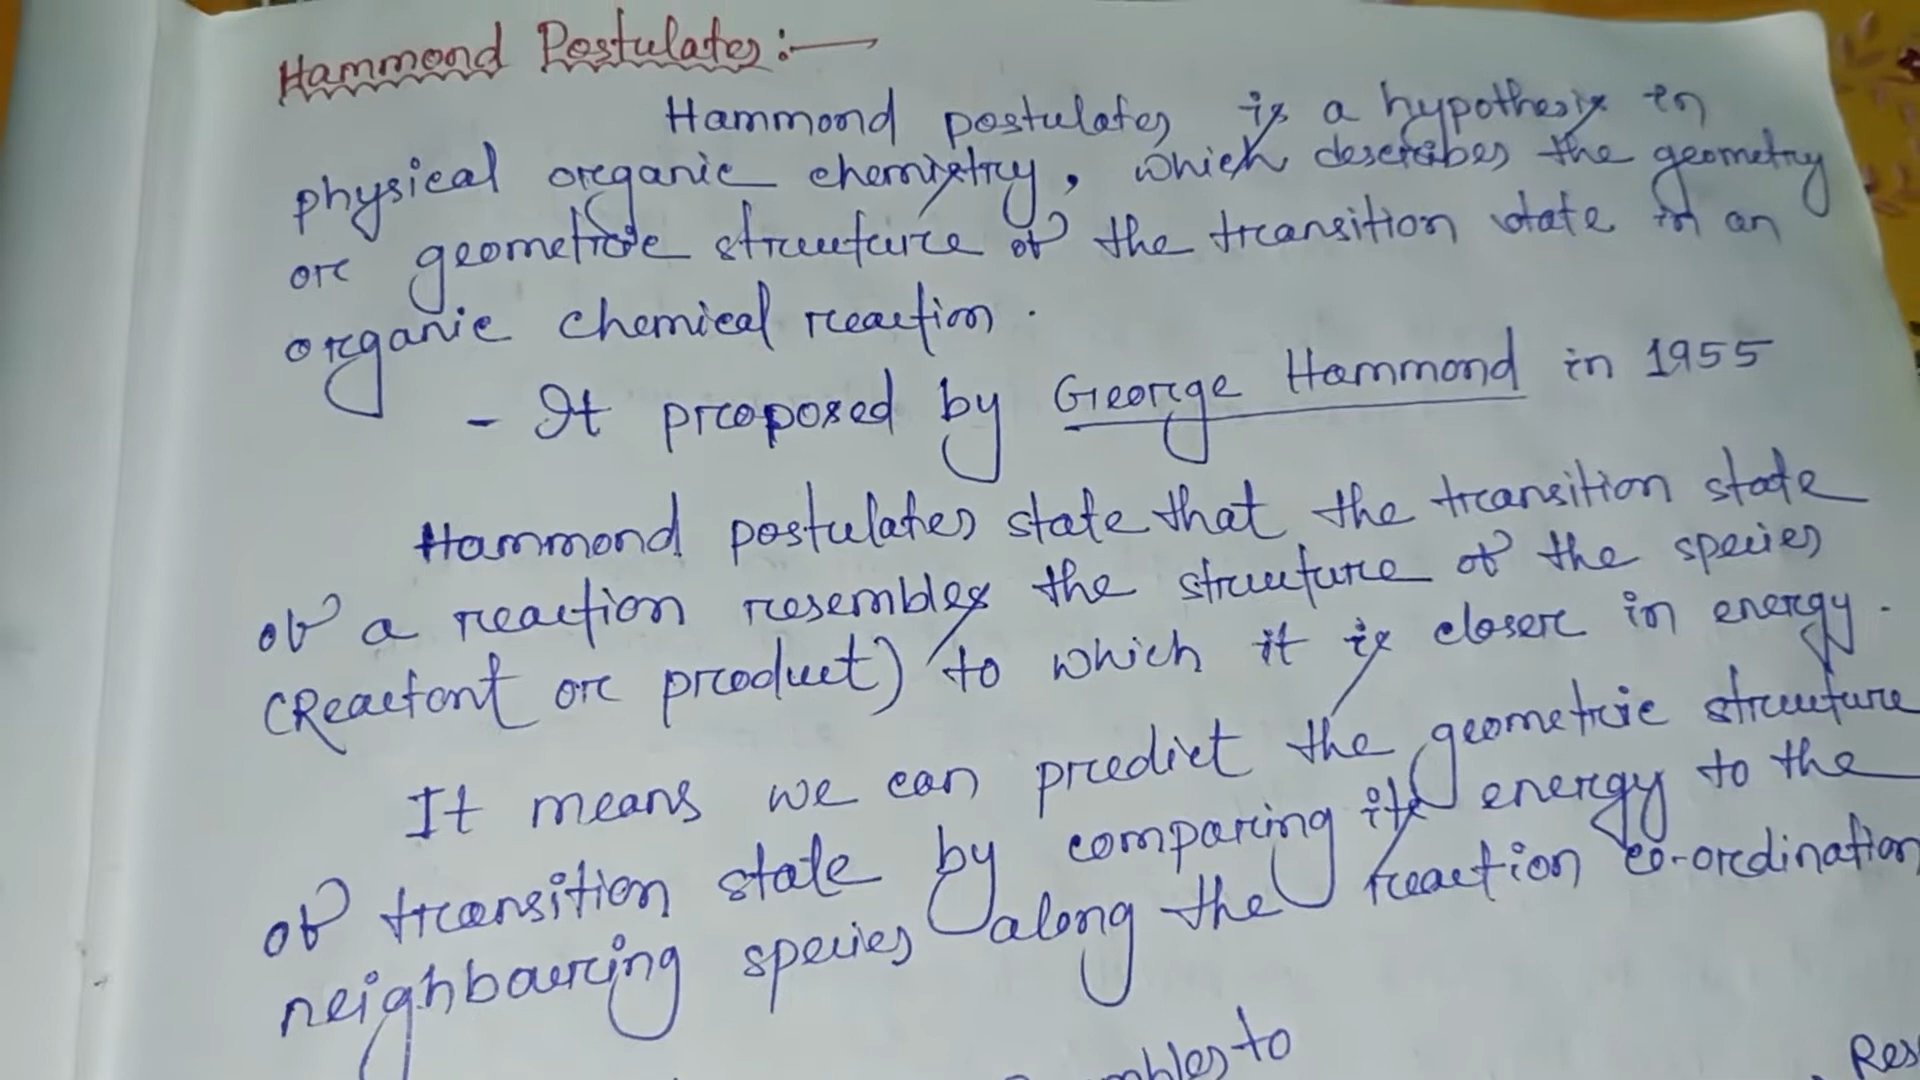 Hammond Postulates :-
Hammond postulates is a hypothesis in
physical organic chemistry, which describes the geometry
or geometric structure of the transition state in an
organic chemical reaction.
- It proposed by George Hammond in 1955
Hammond postulates state that the transition state
of a reaction resembles the structure of the species
(Reactant or product) to which it is closer in energy.
It means we can predict the geometric structure
of transition state by comparing its energy to the
neighbouring species along the reaction co-ordination
to
Res